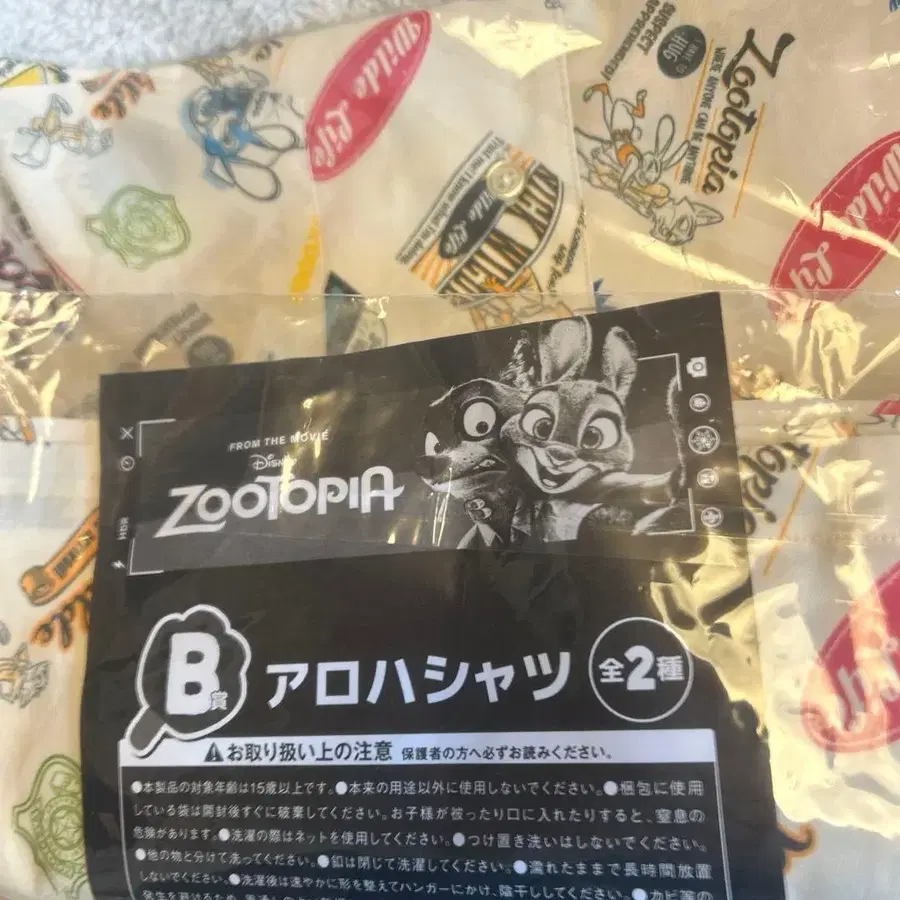 Wilde Life
SUSPECT
APPREHENDED!
I HAVE TO
HUG
Zootopia
WHERE ANYONE CAN BE ANYTHING
Wilde Life
Wilde Life
FROM THE MOVIE
Disney
ZOOTOPIA
B賞
アロハシャツ
全2種
お取り扱い上の注意 保護者の方へ必ずお読みください。
●本製品の対象年齢は15歳以上です。●本来の用途以外に使用しないでください。●梱包に使用
している袋は開封後すぐに破棄してください。お子様が被ったり口に入れたりすると、窒息の
危険があります。●洗濯の際はネットを使用してください。●つけ置き洗いはしないでください。
●他の物と分けて洗ってください。●釦は閉じて洗濯してください。●濡れたままで長時間放置
しないでください。●洗濯後は速やかに形を整えてハンガーにかけ、陰干ししてください。●カビ等の